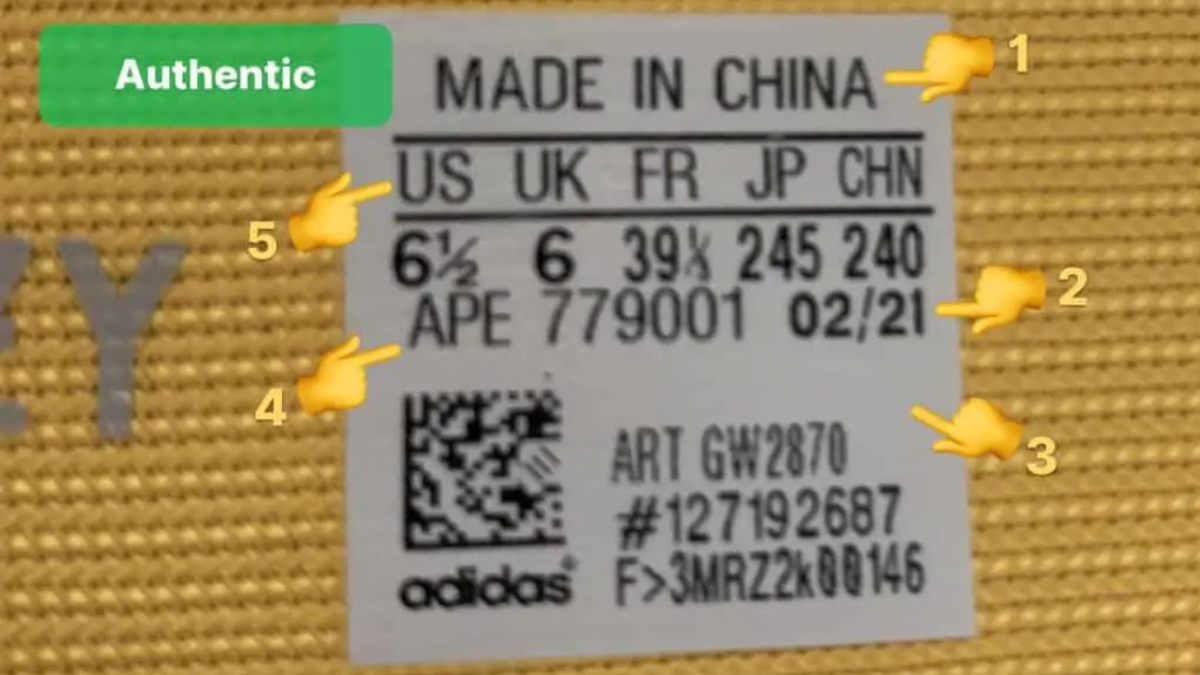 Authentic
MADE IN CHINA
1
US UK FR JP CHN
5
6½ 6 39⅓ 245 240
APE 779001 02/21
2
4
ART GW2870
3
#127192687
F>3MRZ2k00146
adidas®